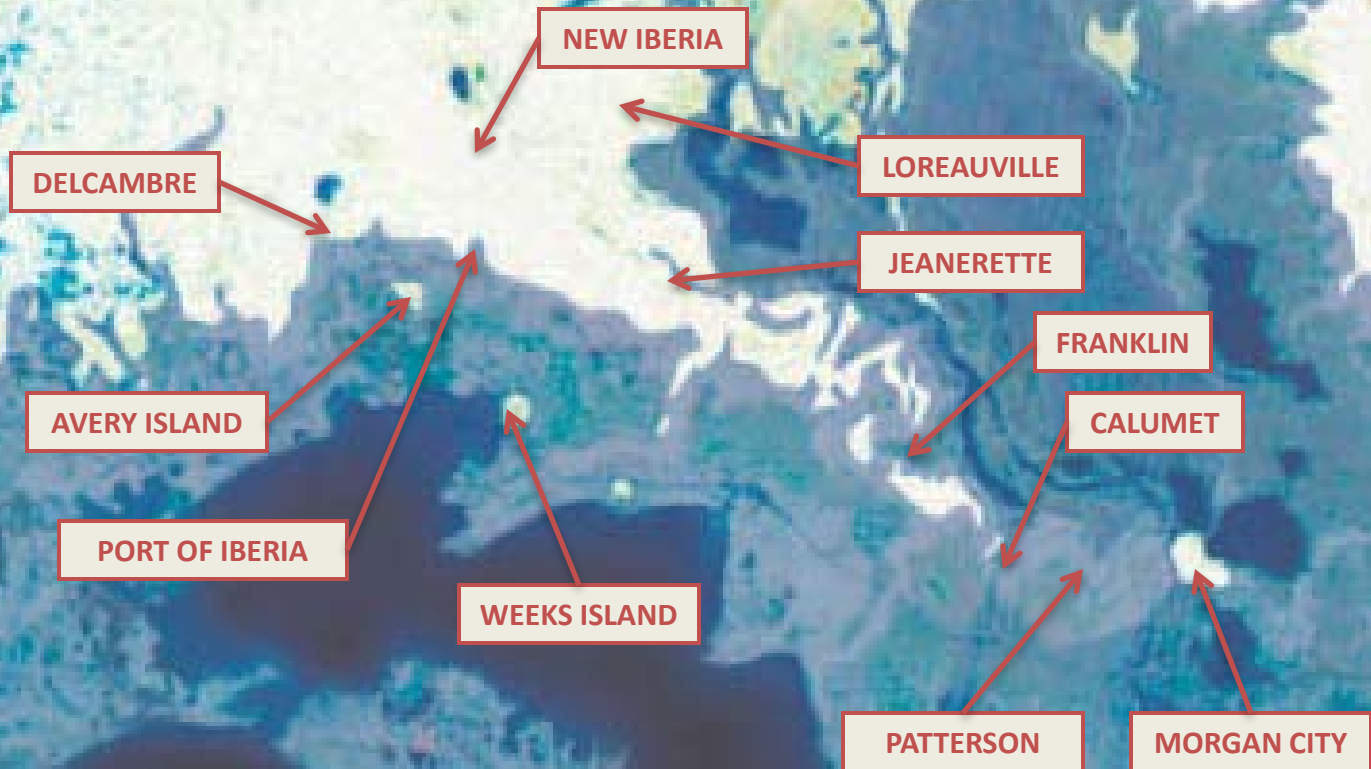 NEW IBERIA
LOREAUVILLE
DELCAMBRE
JEANERETTE
FRANKLIN
AVERY ISLAND
CALUMET
PORT OF IBERIA
WEEKS ISLAND
PATTERSON
MORGAN CITY